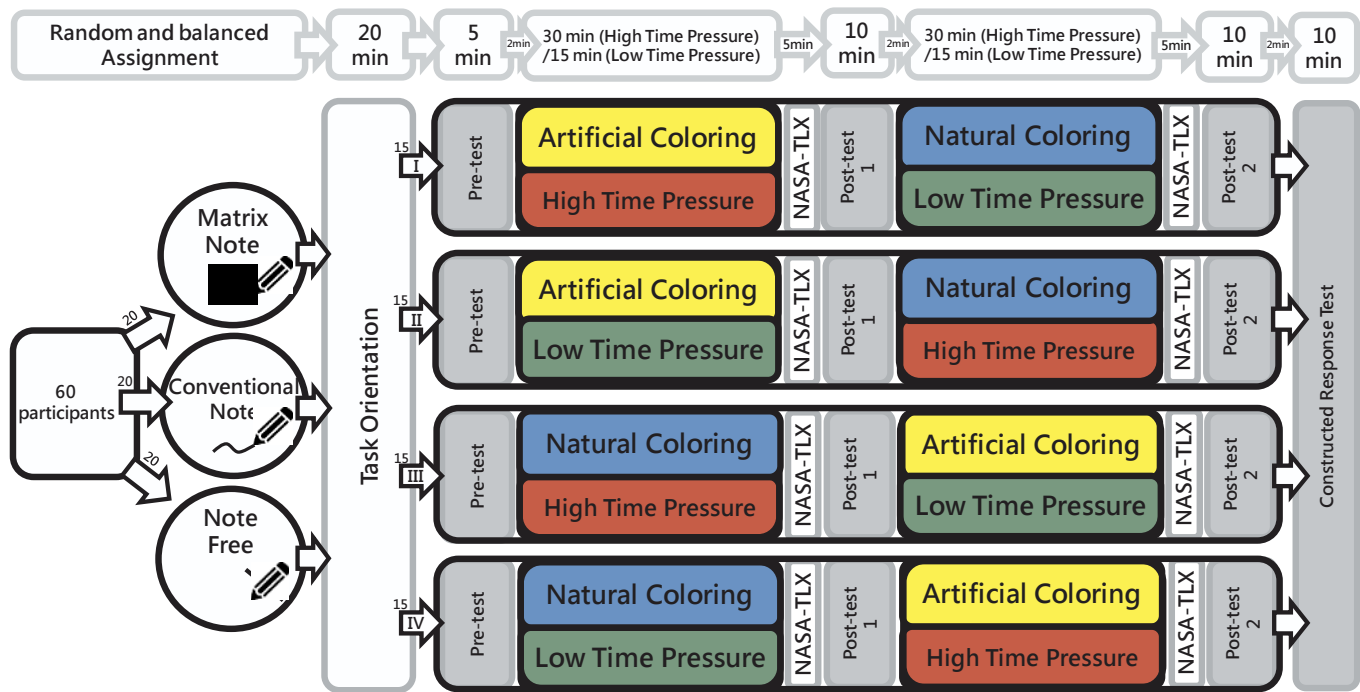 Random and balanced
Assignment
20
min
5
min
2min
30 min (High Time Pressure)
/15 min (Low Time Pressure)
5min
10
min
2min
30 min (High Time Pressure)
/15 min (Low Time Pressure)
5min
10
min
2min
10
min
60
participants
20
20
20
Matrix
Note
Conventional
Note
Note
Free
Task Orientation
15
I
Pre-test
Artificial Coloring
High Time Pressure
NASA-TLX
Post-test
1
Natural Coloring
Low Time Pressure
NASA-TLX
Post-test
2
15
II
Pre-test
Artificial Coloring
Low Time Pressure
NASA-TLX
Post-test
1
Natural Coloring
High Time Pressure
NASA-TLX
Post-test
2
15
III
Pre-test
Natural Coloring
High Time Pressure
NASA-TLX
Post-test
1
Artificial Coloring
Low Time Pressure
NASA-TLX
Post-test
2
15
IV
Pre-test
Natural Coloring
Low Time Pressure
NASA-TLX
Post-test
1
Artificial Coloring
High Time Pressure
NASA-TLX
Post-test
2
Constructed Response Test